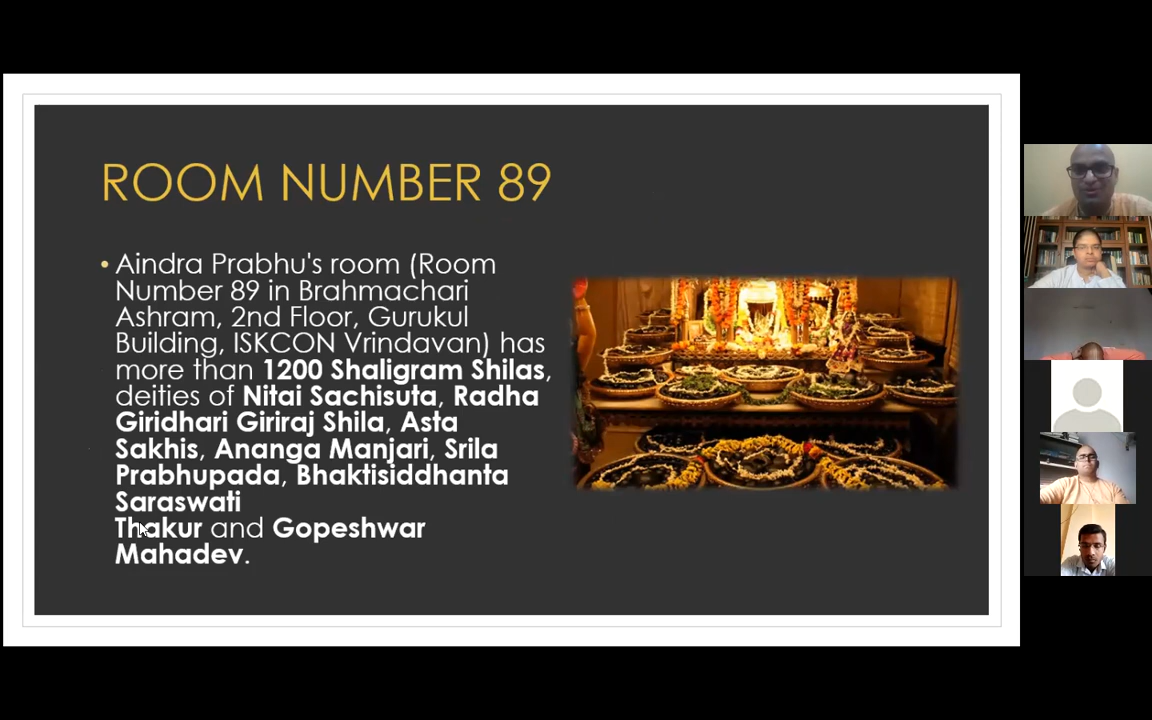 ROOM NUMBER 89
• Aindra Prabhu's room (Room
Number 89 in Brahmachari
Ashram, 2nd Floor, Gurukul
Building, ISKCON Vrindavan) has
more than 1200 Shaligram Shilas,
deities of Nitai Sachisuta, Radha
Giridhari Giriraj Shila, Asta
Sakhis, Ananga Manjari, Srila
Prabhupada, Bhaktisiddhanta
Saraswati
Thakur and Gopeshwar
Mahadev.